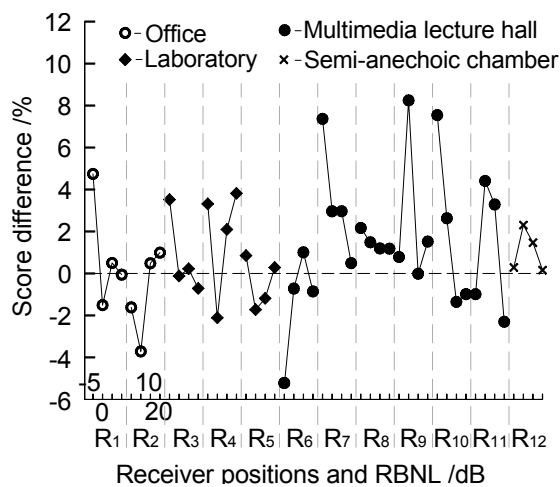 Office
Multimedia lecture hall
Laboratory
Semi-anechoic chamber
Score difference /%
12
10
8
6
4
2
0
-2
-4
-6
-5 10
0 20
R1 R2 R3 R4 R5 R6 R7 R8 R9 R10 R11 R12
Receiver positions and RBNL /dB